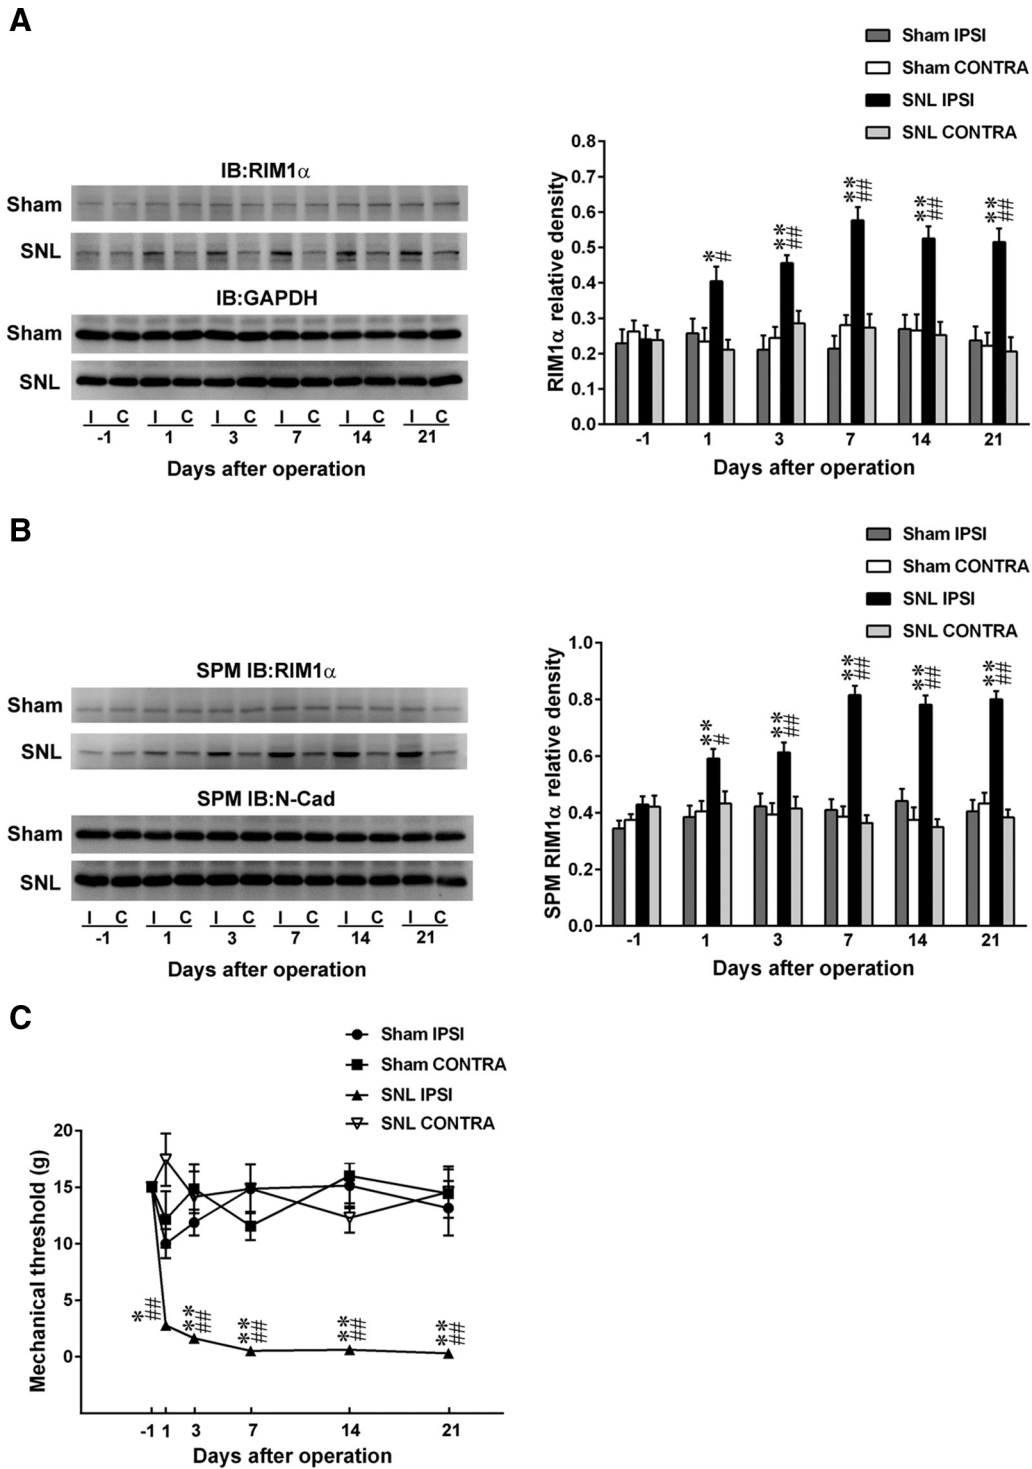 A
Sham IPSI
Sham CONTRA
SNL IPSI
SNL CONTRA
IB:RIM1α
Sham
SNL
IB:GAPDH
Sham
SNL
I C I C I C I C I C I C
-1 1 3 7 14 21
Days after operation
RIM1α relative density
0.8
0.7
0.6
0.5
0.4
0.3
0.2
0.1
0.0
*#
**##
**##
**##
**##
-1 1 3 7 14 21
Days after operation
B
Sham IPSI
Sham CONTRA
SNL IPSI
SNL CONTRA
SPM IB:RIM1α
Sham
SNL
SPM IB:N-Cad
Sham
SNL
I C I C I C I C I C I C
-1 1 3 7 14 21
Days after operation
SPM RIM1α relative density
1.0
0.8
0.6
0.4
0.2
0.0
**#
**##
**##
**##
**##
-1 1 3 7 14 21
Days after operation
C
Sham IPSI
Sham CONTRA
SNL IPSI
SNL CONTRA
Mechanical threshold (g)
20
15
10
5
0
*##
**##
**##
**##
**##
-1 1 3 7 14 21
Days after operation